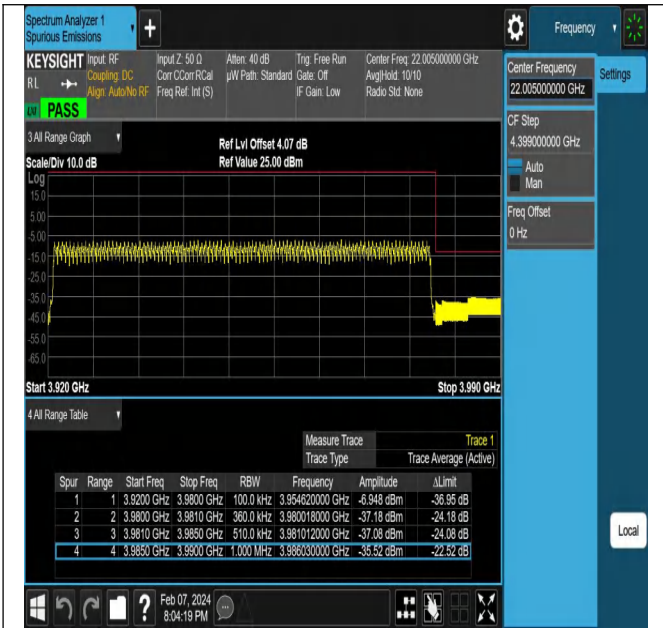 Spectrum Analyzer 1
Spurious Emissions
+
Frequency
KEYSIGHT Input: RF Input Z: 50 Ω Atten: 40 dB Trig: Free Run Center Freq: 22.005000000 GHz
RL Coupling: DC Corr CCorr RCal µW Path: Standard Gate: Off Avg|Hold: 10/10
Align: Auto/No RF Freq Ref: Int (S) IF Gain: Low Radio Std: None
LXI PASS
Center Frequency
22.005000000 GHz
Settings
CF Step
4.399000000 GHz
Auto
Man
Freq Offset
0 Hz
3 All Range Graph
Ref Lvl Offset 4.07 dB
Scale/Div 10.0 dB Ref Value 25.00 dBm
Log
15.0
5.00
-5.00
-15.0
-25.0
-35.0
-45.0
-55.0
-65.0
Start 3.920 GHz Stop 3.990 GHz
4 All Range Table
Measure Trace Trace 1
Trace Type Trace Average (Active)
Spur Range Start Freq Stop Freq RBW Frequency Amplitude ΔLimit
1 1 3.9200 GHz 3.9800 GHz 100.0 kHz 3.954620000 GHz -6.948 dBm -36.95 dB
2 2 3.9800 GHz 3.9810 GHz 360.0 kHz 3.980018000 GHz -37.18 dBm -24.18 dB
3 3 3.9810 GHz 3.9850 GHz 510.0 kHz 3.981012000 GHz -37.08 dBm -24.08 dB
4 4 3.9850 GHz 3.9900 GHz 1.000 MHz 3.986030000 GHz -35.52 dBm -22.52 dB
Local
? Feb 07, 2024
8:04:19 PM